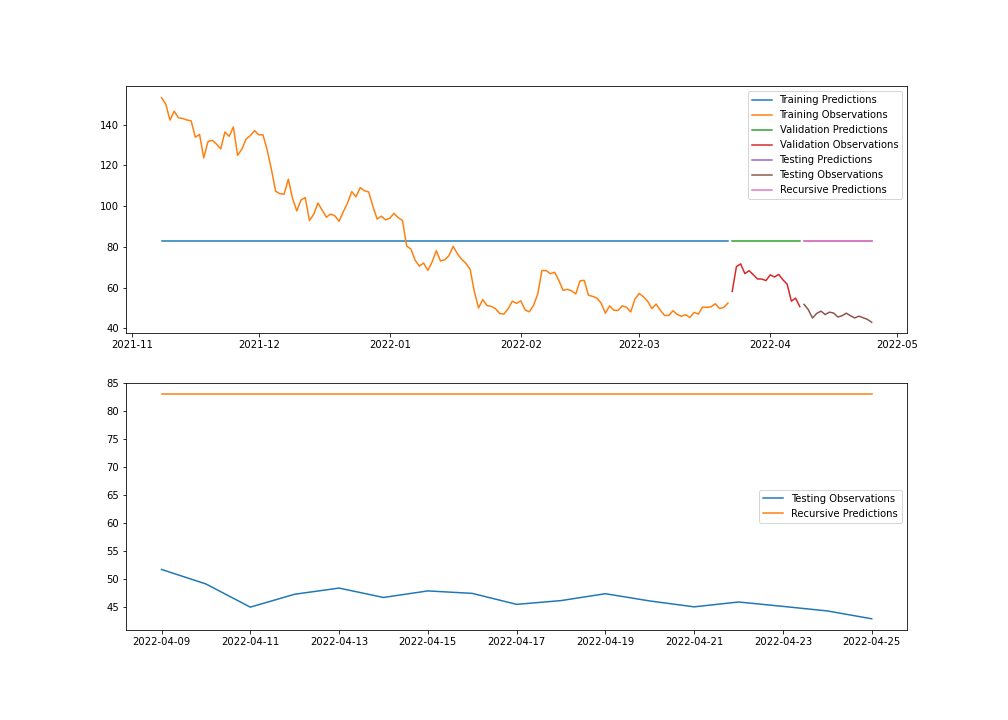 140
120
100
80
60
40
2021-11 2021-12 2022-01 2022-02 2022-03 2022-04 2022-05
Training Predictions
Training Observations
Validation Predictions
Validation Observations
Testing Predictions
Testing Observations
Recursive Predictions
85
80
75
70
65
60
55
50
45
2022-04-09 2022-04-11 2022-04-13 2022-04-15 2022-04-17 2022-04-19 2022-04-21 2022-04-23 2022-04-25
Testing Observations
Recursive Predictions